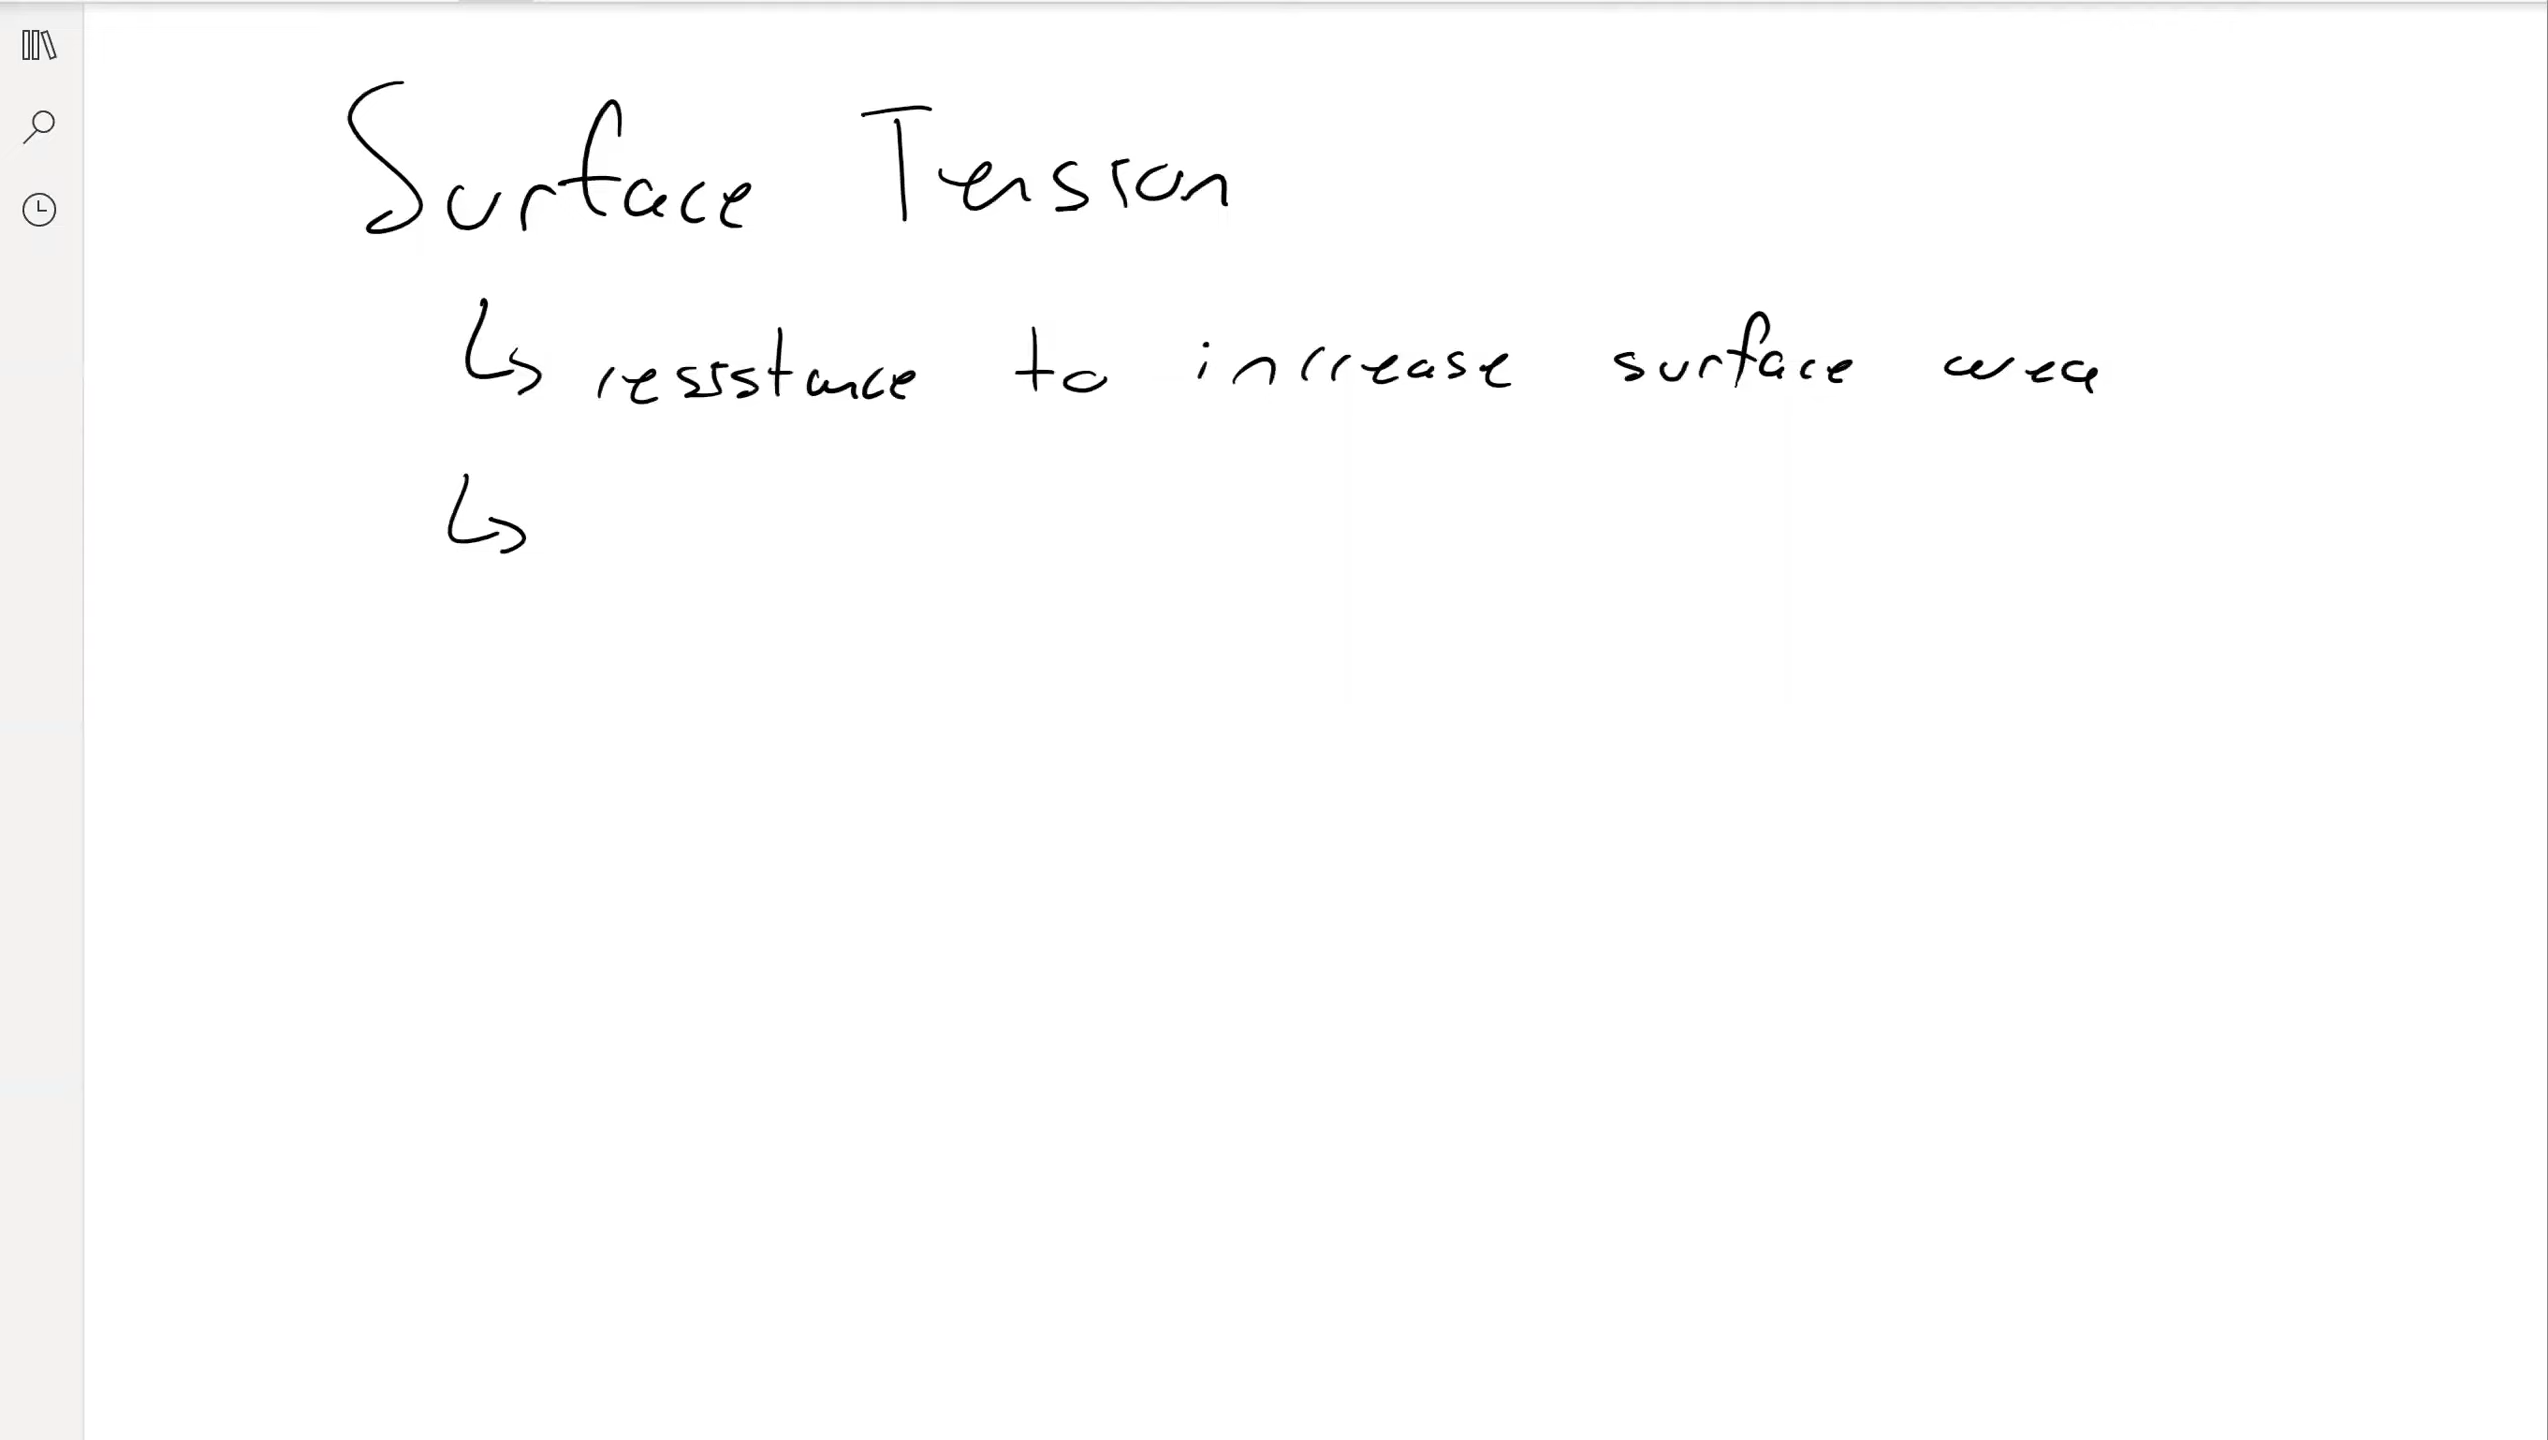 Surface Tension
↳ resistance to increase surface area
↳